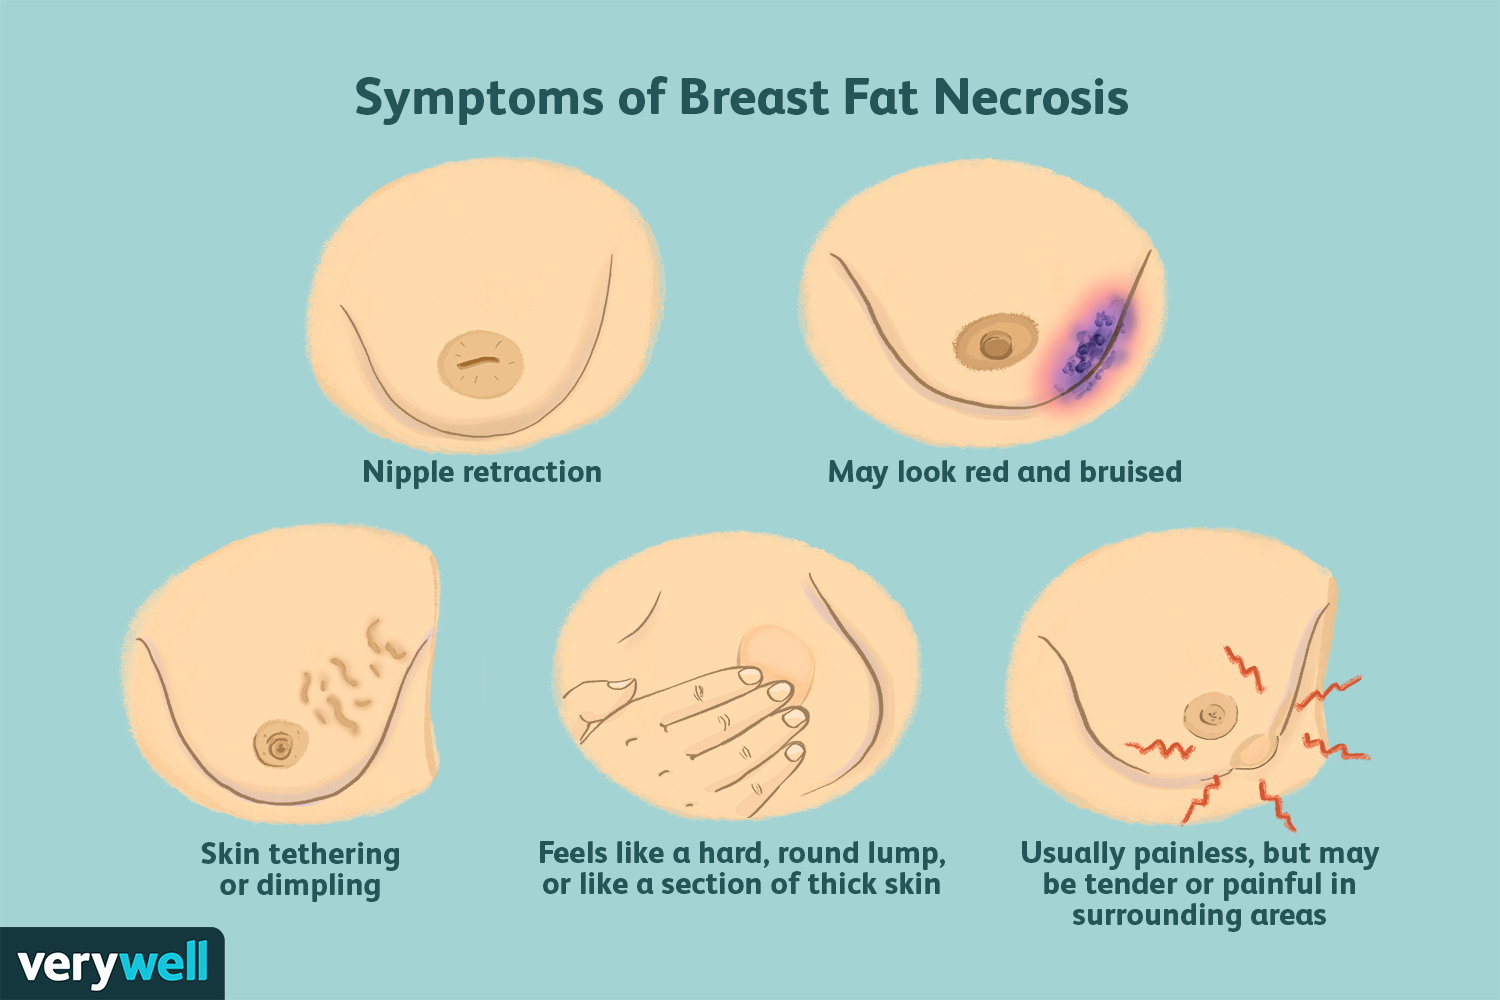 Symptoms of Breast Fat Necrosis
Nipple retraction
May look red and bruised
Skin tethering
or dimpling
Feels like a hard, round lump,
or like a section of thick skin
Usually painless, but may
be tender or painful in
surrounding areas
verywell